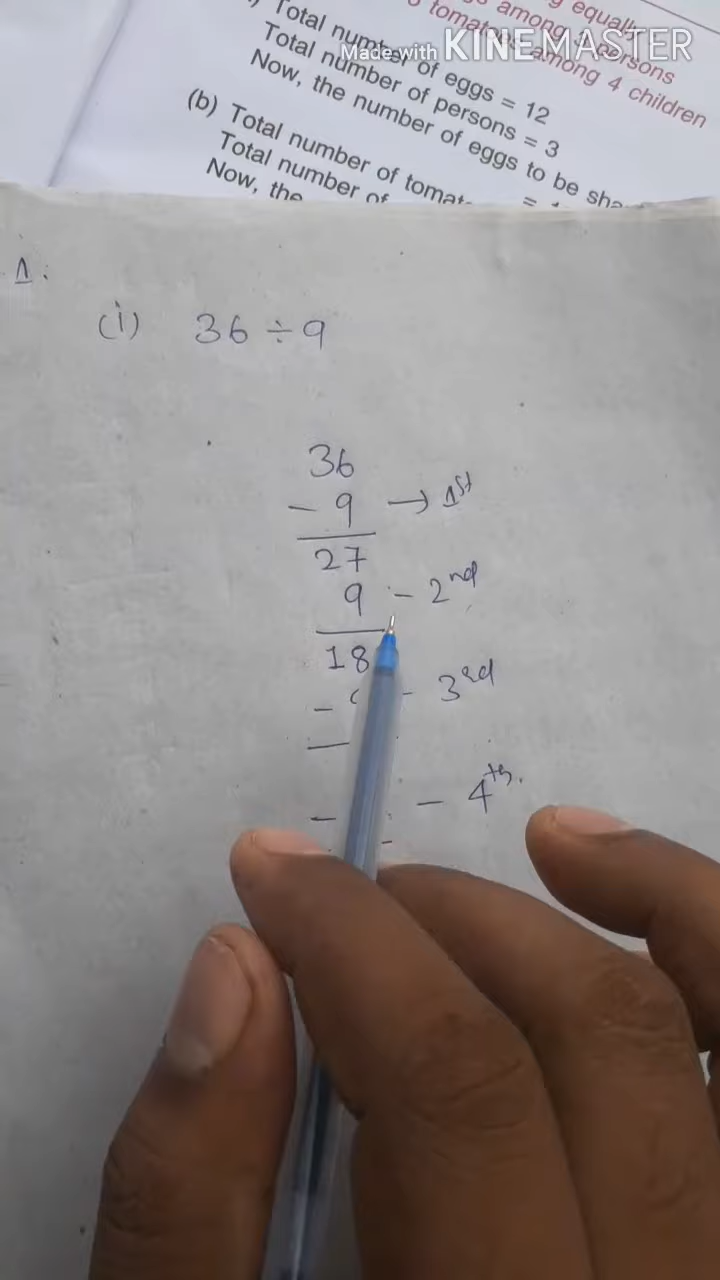 g equally
s among 3 persons
tomatoes among 4 children
Made with KINEMASTER
Total number of eggs = 12
Total number of persons = 3
Now, the number of eggs to be sha
(b) Total number of tomat =
Total number of
Now, the
1.
(i) 36 ÷ 9
36
- 9 → 1st
27
9 - 2nd
18
- - 3rd
- - 4th.